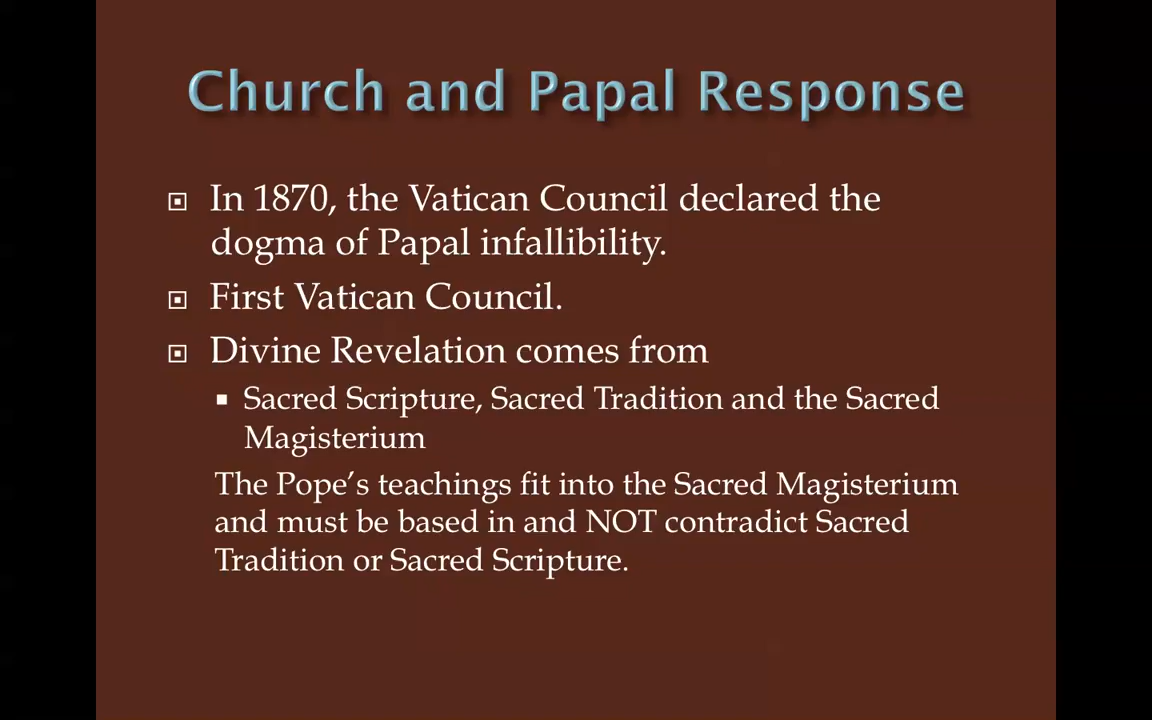 Church and Papal Response
In 1870, the Vatican Council declared the
dogma of Papal infallibility.
First Vatican Council.
Divine Revelation comes from
Sacred Scripture, Sacred Tradition and the Sacred
Magisterium
The Pope’s teachings fit into the Sacred Magisterium
and must be based in and NOT contradict Sacred
Tradition or Sacred Scripture.